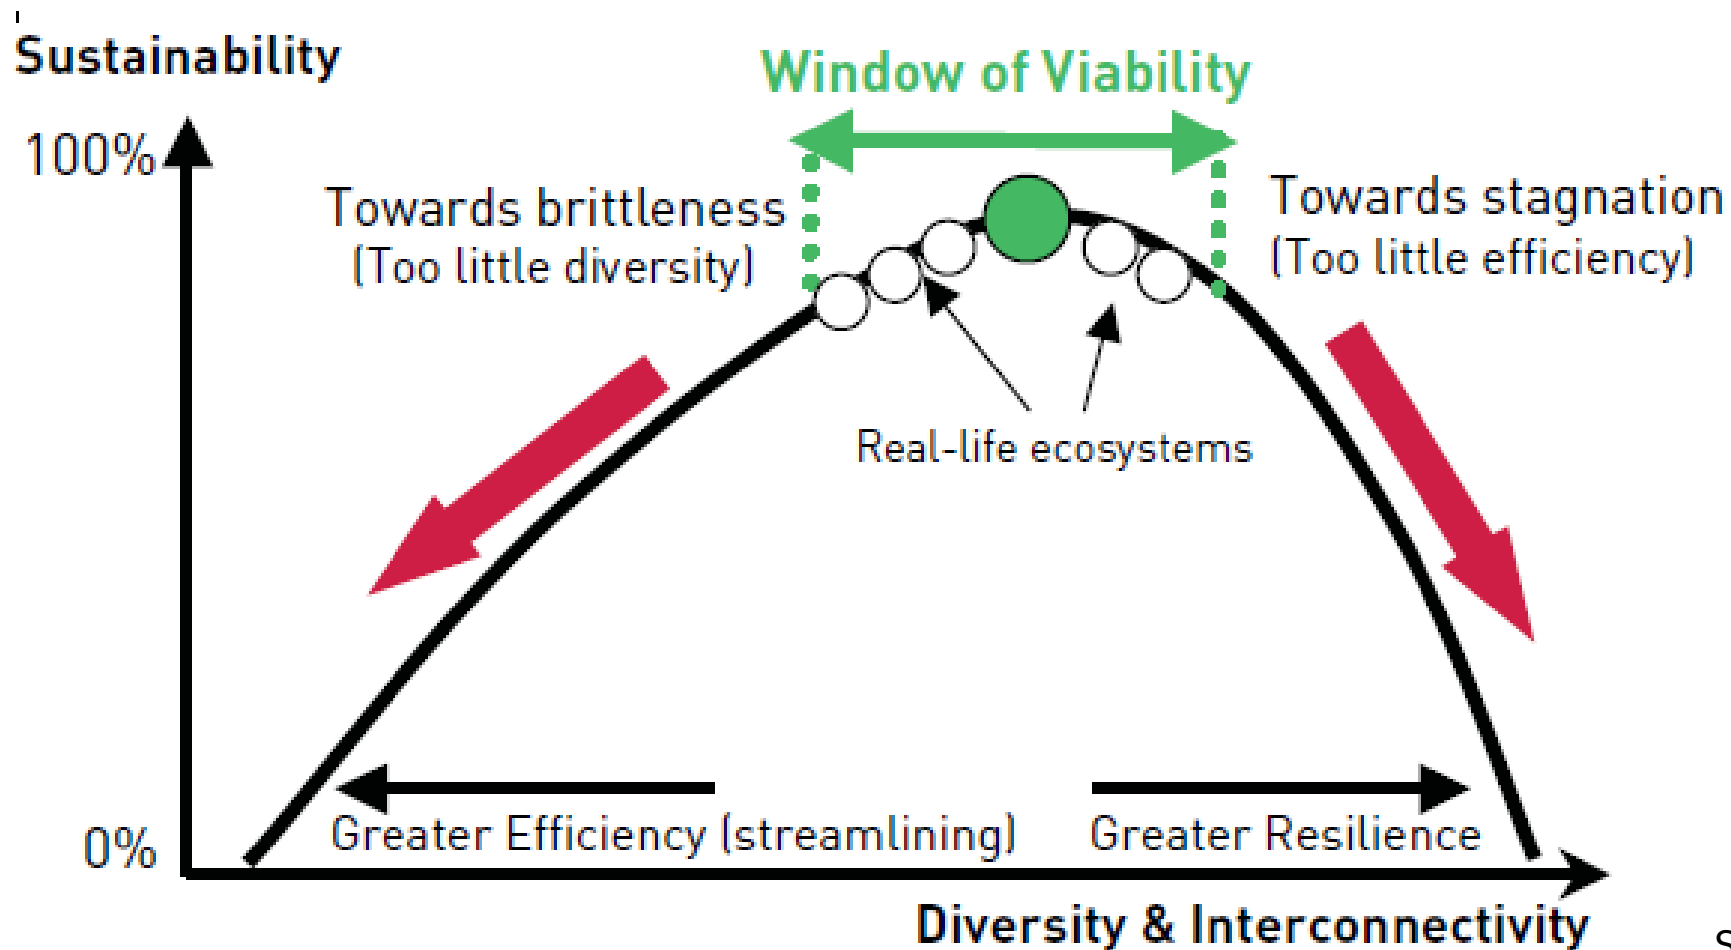 Sustainability
Window of Viability
100%
Towards brittleness
(Too little diversity)
Towards stagnation
(Too little efficiency)
Real-life ecosystems
Greater Efficiency (streamlining)
Greater Resilience
0%
Diversity & Interconnectivity